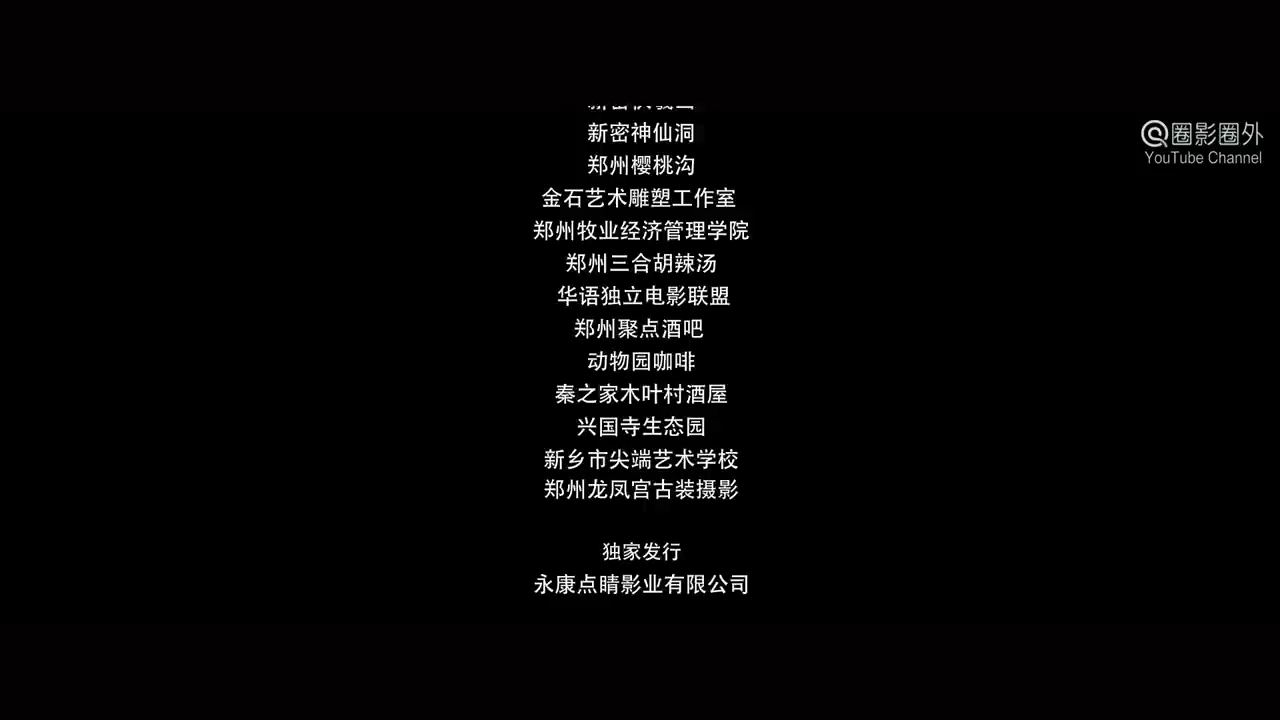 新密神仙洞
郑州樱桃沟
金石艺术雕塑工作室
郑州牧业经济管理学院
郑州三合胡辣汤
华语独立电影联盟
郑州聚点酒吧
动物园咖啡
秦之家木叶村酒屋
兴国寺生态园
新乡市尖端艺术学校
郑州龙凤宫古装摄影
独家发行
永康点睛影业有限公司
圈影圈外
YouTube Channel